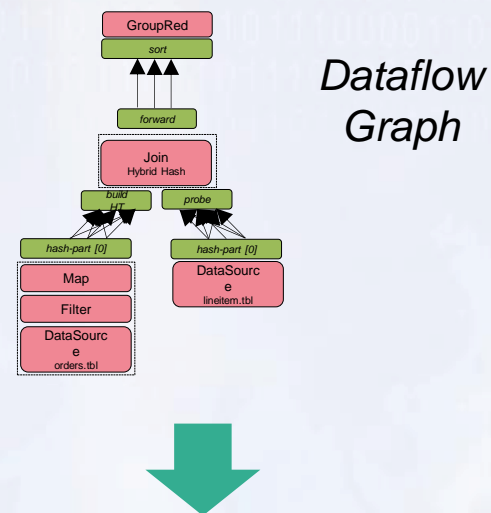 GroupRed
sort
Dataflow
Graph
forward
Join
Hybrid Hash
build
HT
probe
hash-part [0]
hash-part [0]
Map
DataSourc
e
lineitem.tbl
Filter
DataSourc
e
orders.tbl